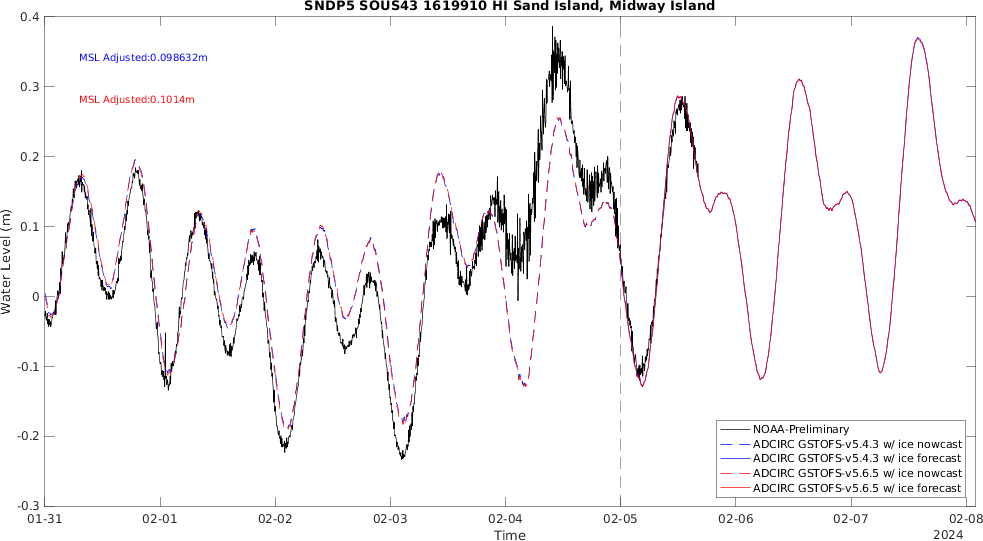 SNDP5 SOUS43 1619910 HI Sand Island, Midway Island
MSL Adjusted:0.098632m
MSL Adjusted:0.1014m
0.4
0.3
0.2
0.1
0
-0.1
-0.2
-0.3
Water Level (m)
NOAA-Preliminary
ADCIRC GSTOFS-v5.4.3 w/ ice nowcast
ADCIRC GSTOFS-v5.4.3 w/ ice forecast
ADCIRC GSTOFS-v5.6.5 w/ ice nowcast
ADCIRC GSTOFS-v5.6.5 w/ ice forecast
01-31 02-01 02-02 02-03 02-04 02-05 02-06 02-07 02-08
Time
2024